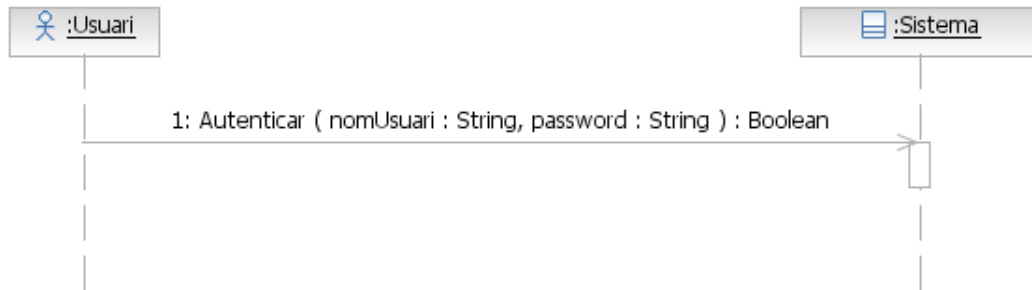 :Usuari
:Sistema
1: Autenticar ( nomUsuari : String, password : String ) : Boolean